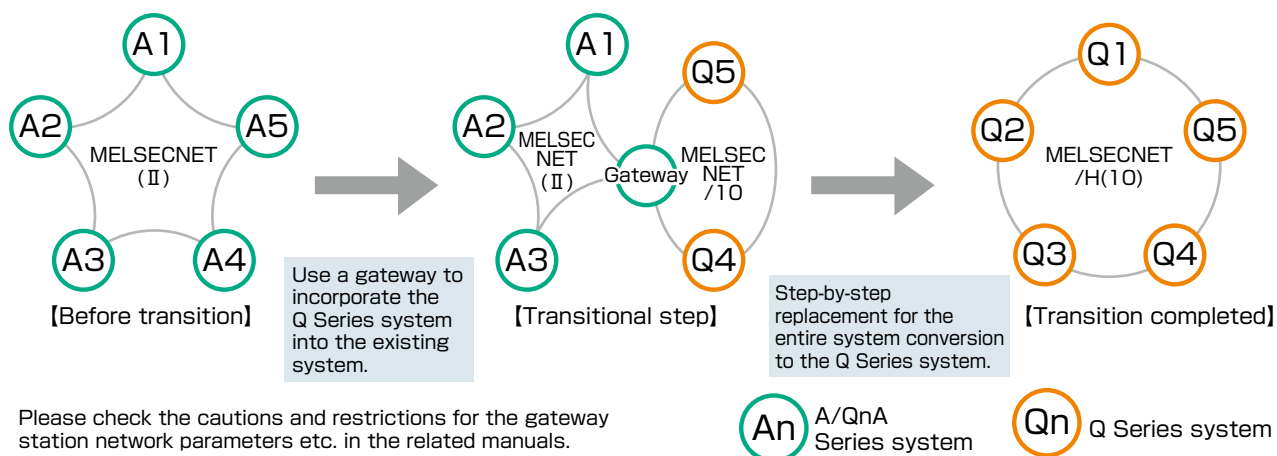 A1
A2
A5
MELSECNET
(Ⅱ)
A3
A4
【Before transition】
Use a gateway to
incorporate the
Q Series system
into the existing
system.
A1
A2
MELSEC
NET
(Ⅱ)
A3
Gateway
Q5
MELSEC
NET
/10
Q4
【Transitional step】
Step-by-step
replacement for the
entire system conversion
to the Q Series system.
Q1
Q2
Q5
MELSECNET
/H(10)
Q3
Q4
【Transition completed】
Please check the cautions and restrictions for the gateway
station network parameters etc. in the related manuals.
An
A/QnA
Series system
Qn
Q Series system